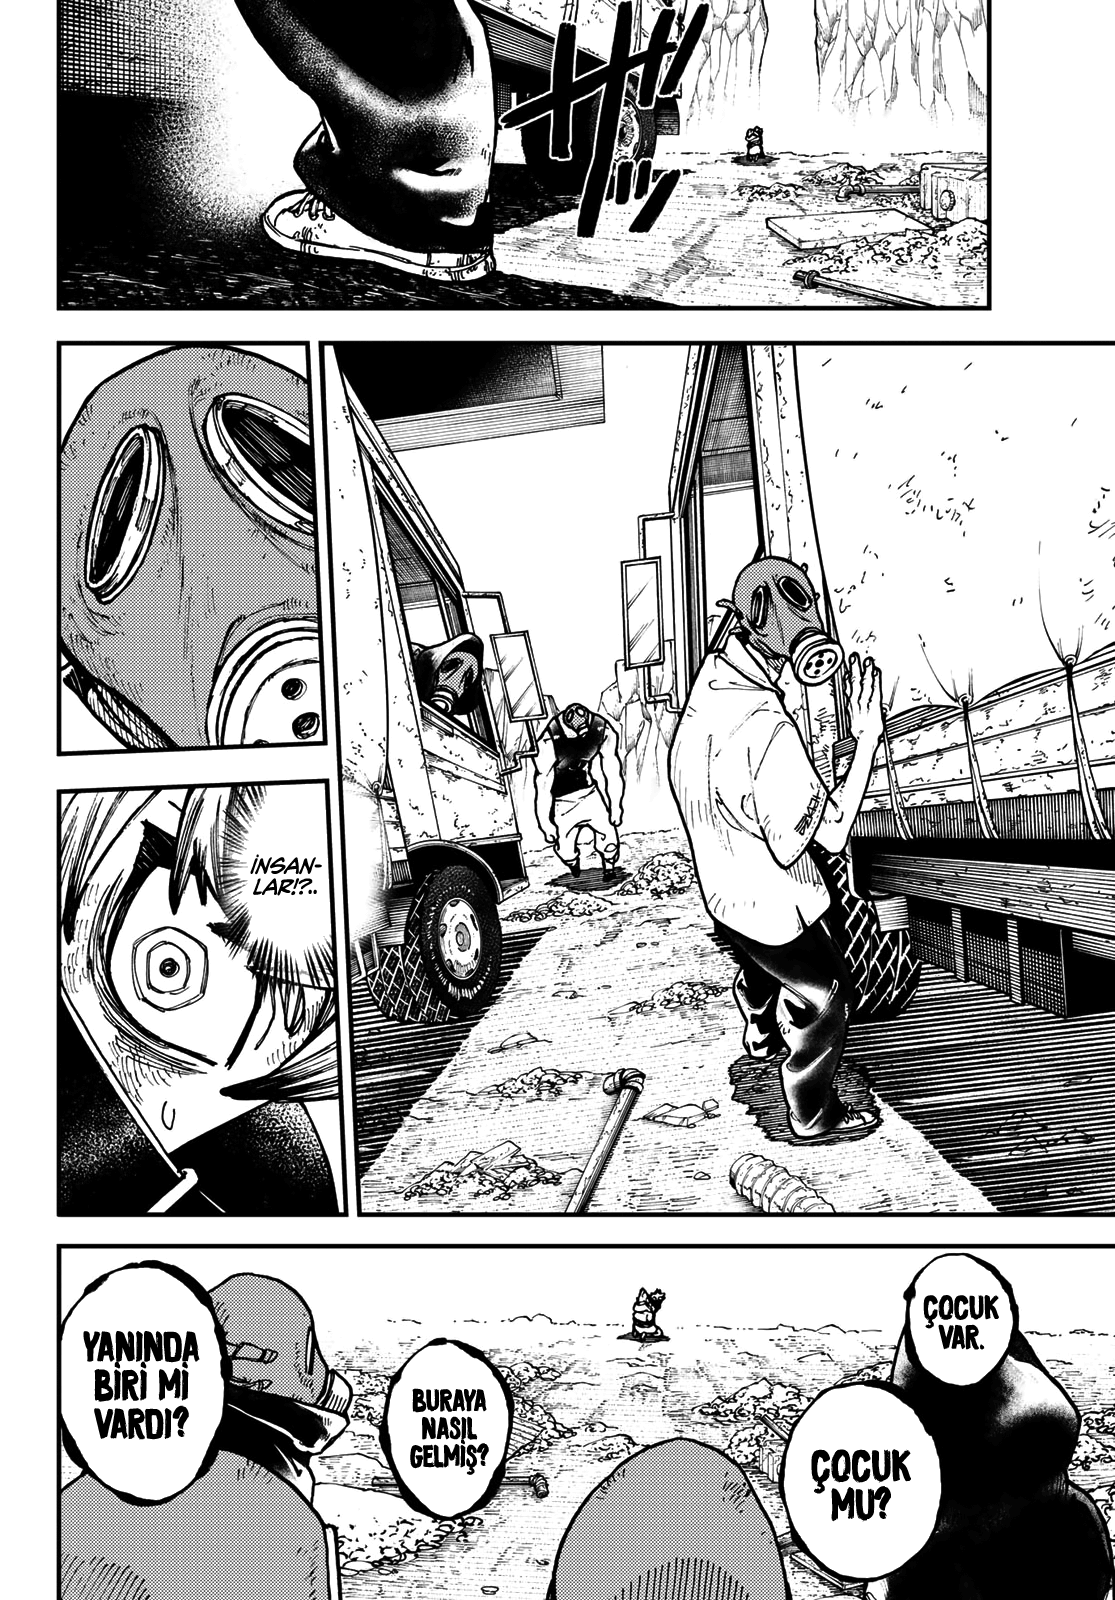 İNSAN-
LAR!?..
ÇOCUK
VAR.
ÇOCUK
MU?
BURAYA
NASIL
GELMİŞ?
YANINDA
BİRİ Mİ
VARDI?